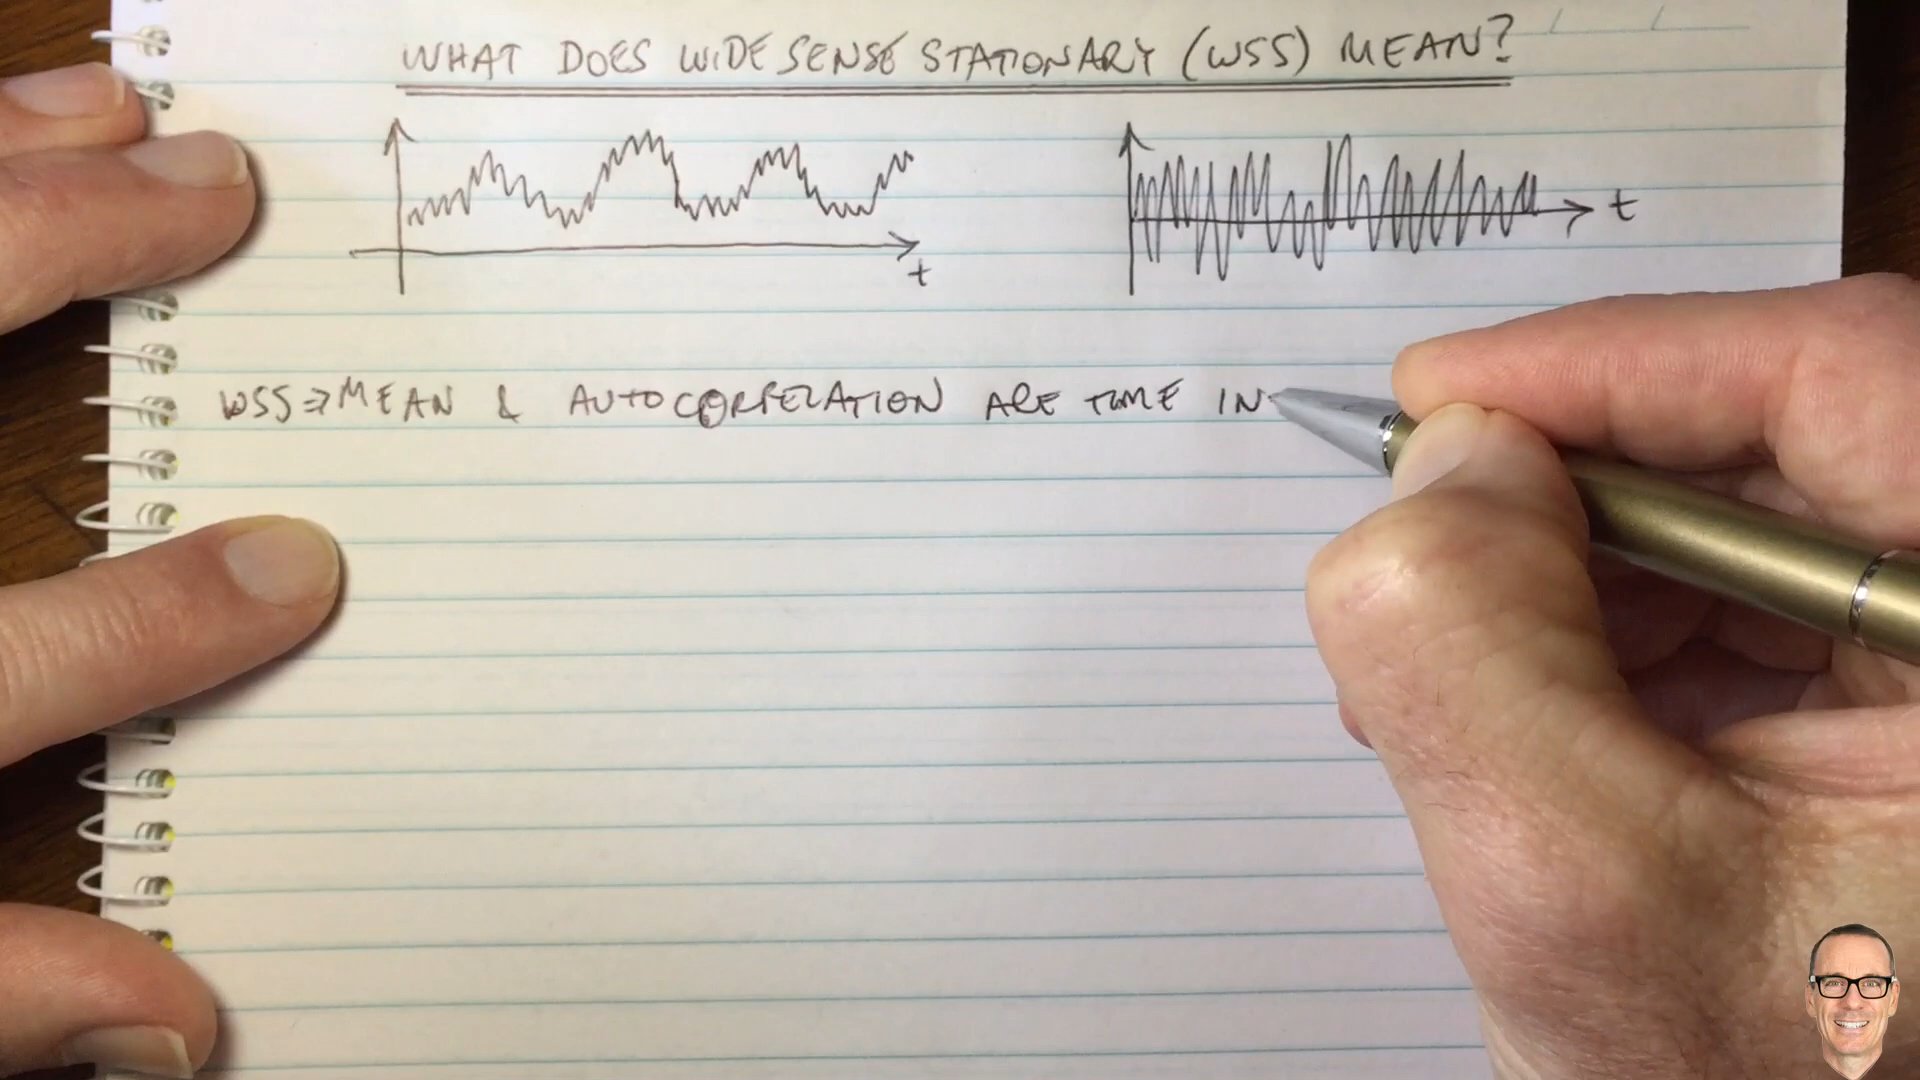 WHAT DOES WIDE SENSE STATIONARY (WSS) MEAN?
t
t
WSS ⇒ MEAN & AUTOCORRELATION ARE TIME IN